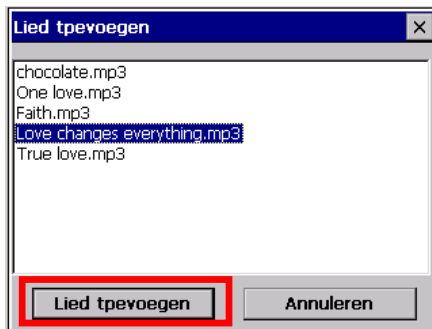 Lied tpevoegen
chocolate.mp3
One love.mp3
Faith.mp3
Love changes everything.mp3
True love.mp3
Lied tpevoegen
Annuleren